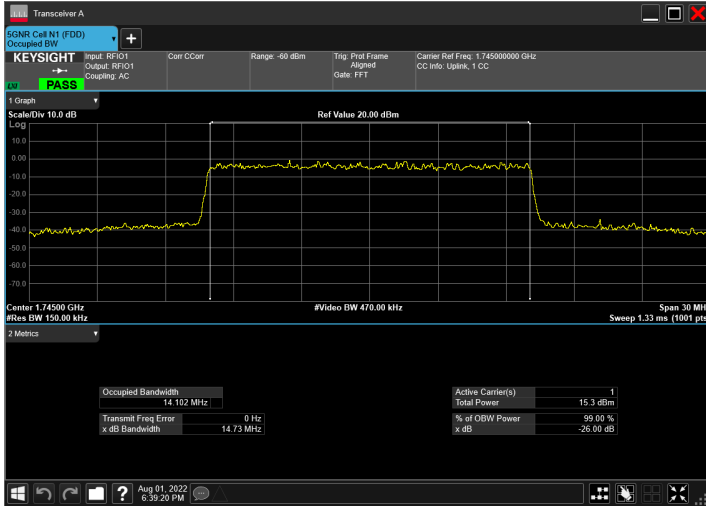 Transceiver A
5GNR Cell N1 (FDD)
Occupied BW
KEYSIGHT
PASS
Input: RFIO1
Output: RFIO1
Coupling: AC
Corr CCorr
Range: -60 dBm
Trig: Prot Frame
Aligned
Gate: FFT
Carrier Ref Freq: 1.745000000 GHz
CC Info: Uplink, 1 CC
1 Graph
Scale/Div 10.0 dB
Ref Value 20.00 dBm
Log
10.0
0.00
-10.0
-20.0
-30.0
-40.0
-50.0
-60.0
-70.0
Center 1.74500 GHz
#Video BW 470.00 kHz
Span 30 MH
#Res BW 150.00 kHz
Sweep 1.33 ms (1001 pts
2 Metrics
Occupied Bandwidth
14.102 MHz
Transmit Freq Error 0 Hz
x dB Bandwidth 14.73 MHz
Active Carrier(s) 1
Total Power 15.3 dBm
% of OBW Power 99.00 %
x dB -26.00 dB
Aug 01, 2022
6:39:20 PM